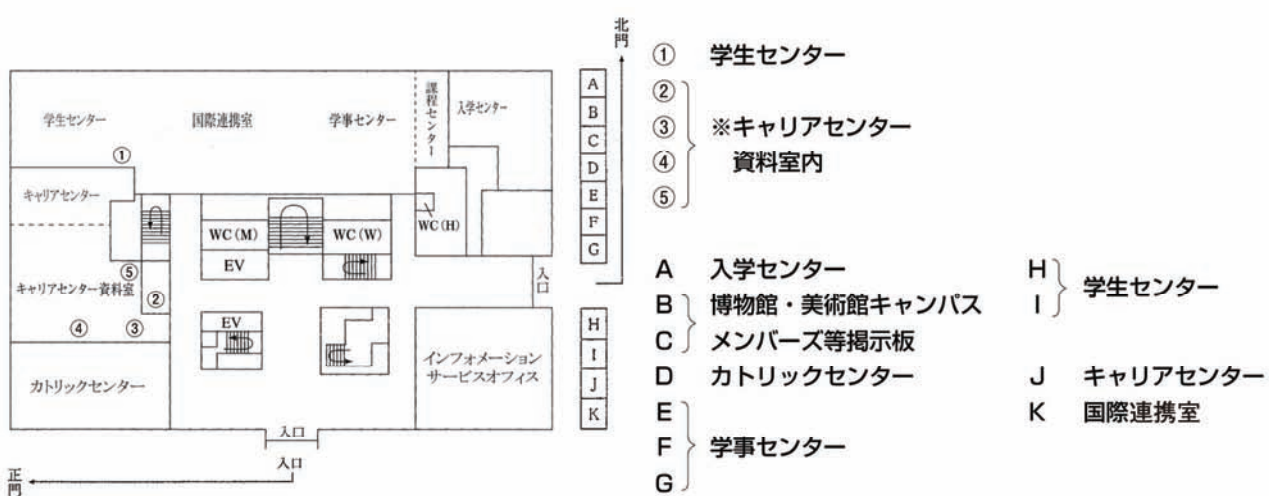 北門
学生センター
国際連携室
学事センター
課程センター
入学センター
①
キャリアセンター
WC(M)
WC(W)
WC(H)
EV
⑤
キャリアセンター資料室
②
④
③
EV
カトリックセンター
インフォメーション
サービスオフィス
入口
入口
入口
正門
A
B
C
D
E
F
G
H
I
J
K
① 学生センター
②
③ ※キャリアセンター
④ 資料室内
⑤
A 入学センター
B 博物館・美術館キャンパス
C メンバーズ等掲示板
D カトリックセンター
E
F 学事センター
G
H 学生センター
I
J キャリアセンター
K 国際連携室